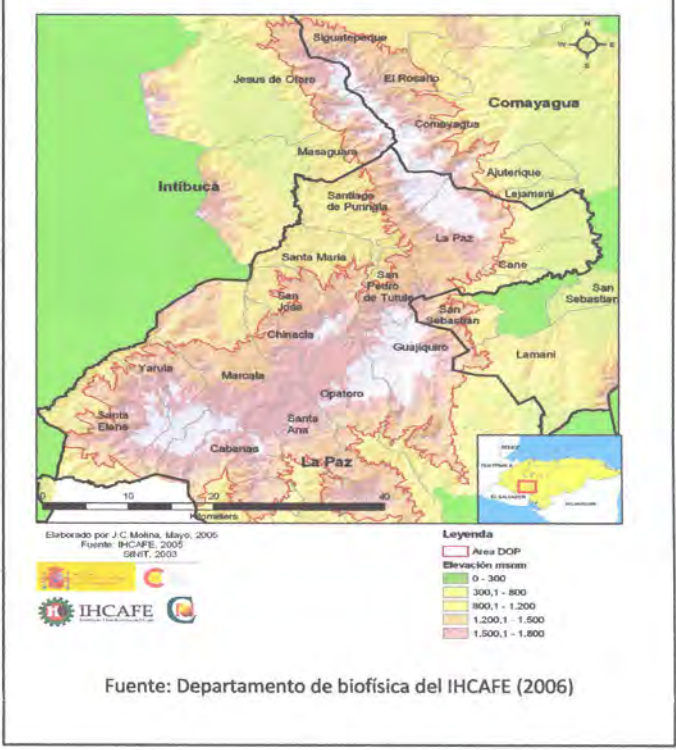 N
W E
S
Siguatepeque
Jesus de Otoro
El Rosario
Comayagua
Comayagua
Masaguara
Ajuterique
Intibucá
Santiago
de Puringla
Lejamani
La Paz
Santa Maria
Cane
San
Pedro
de Tutule
San
Sebastian
San
José
San
Sebastian
Chinacla
Guajiquiro
Lamani
Yarula
Marcala
Opatoro
Santa
Elena
Santa
Ana
Cabanas
La Paz
0 10 20 40
Kilometers
EL SALVADOR
Elaborado por J.C.Molina, Mayo, 2005
Fuente: IHCAFE, 2005
SINIT, 2003
IHCAFE
Leyenda
Area DOP
Elevación msnm
0 - 300
300,1 - 800
800,1 - 1.200
1.200,1 - 1.500
1.500,1 - 1.800
Fuente: Departamento de biofísica del IHCAFE (2006)